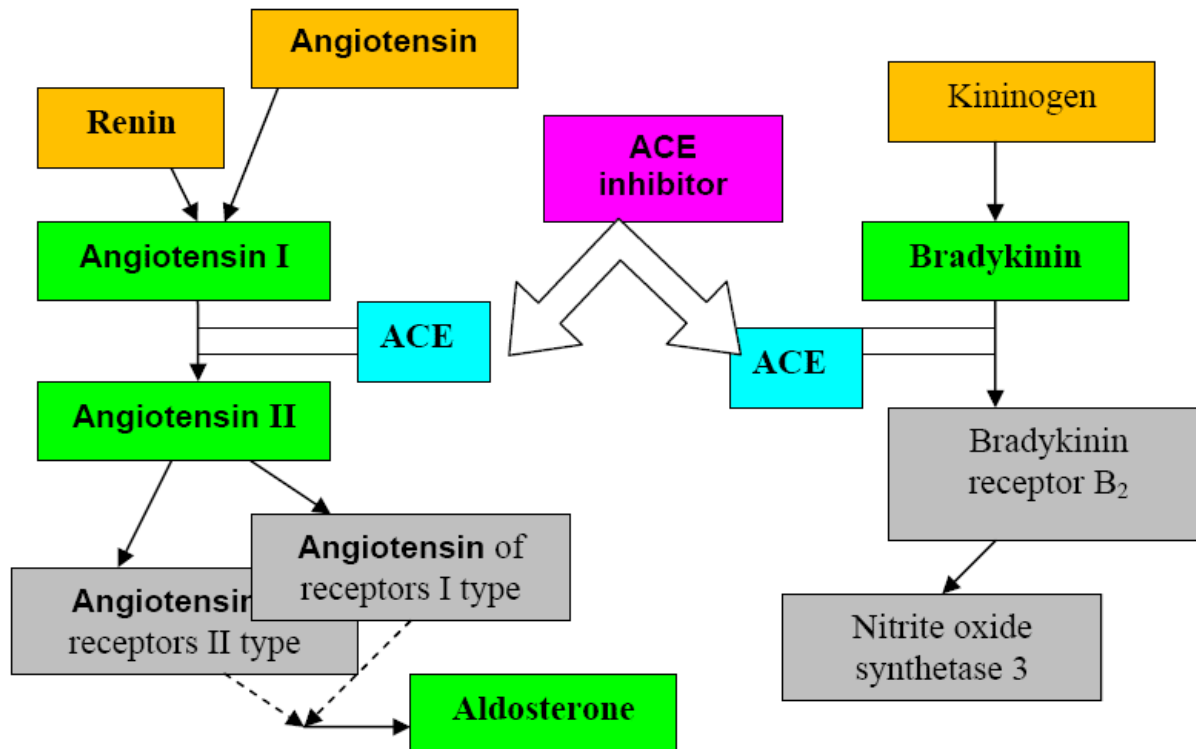 Angiotensin
Renin
Kininogen
ACE
inhibitor
Angiotensin I
Bradykinin
ACE
ACE
Angiotensin II
Bradykinin
receptor B₂
Angiotensin of
receptors I type
Angiotensin
receptors II type
Nitrite oxide
synthetase 3
Aldosterone